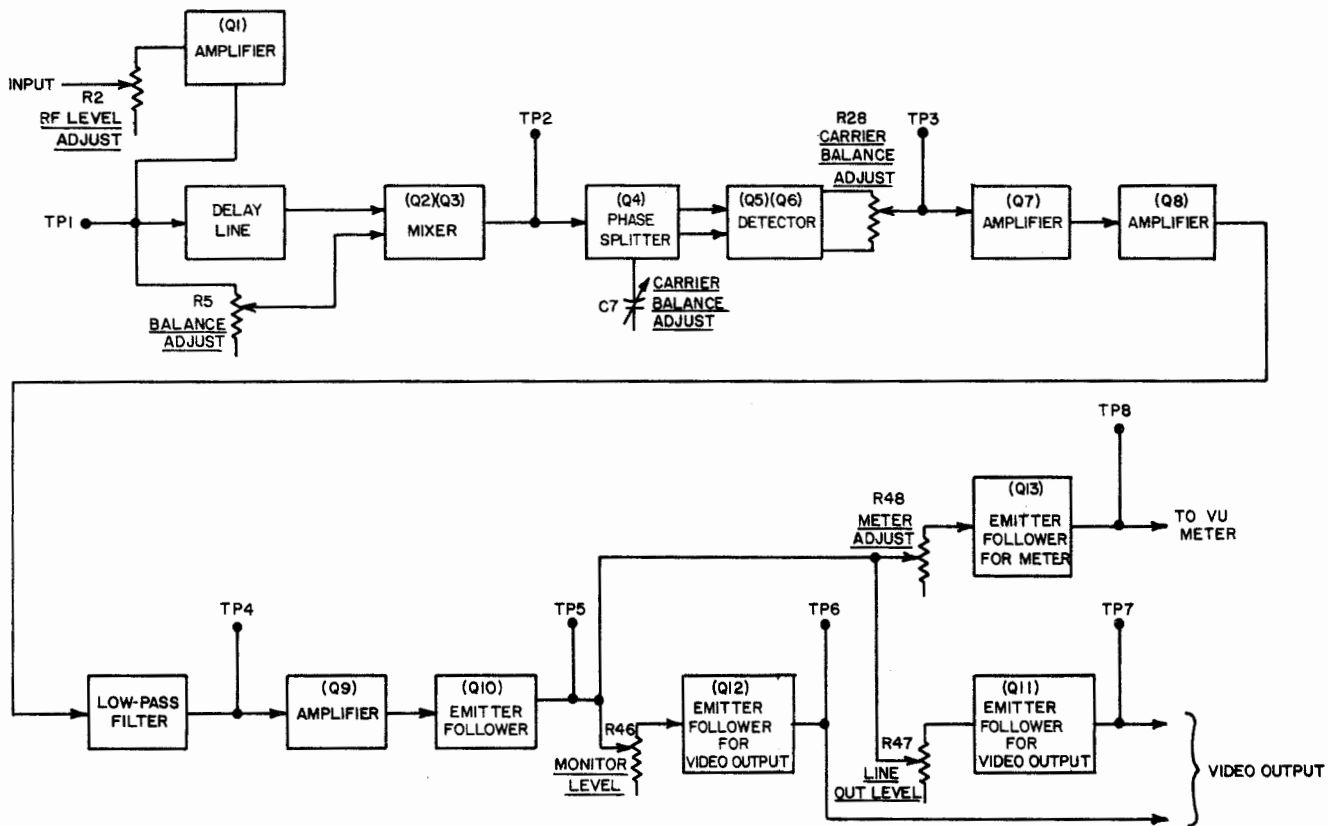 (Q1)
AMPLIFIER
INPUT
R2
RF LEVEL
ADJUST
TP1
DELAY
LINE
R5
BALANCE
ADJUST
(Q2)(Q3)
MIXER
TP2
(Q4)
PHASE
SPLITTER
C7
CARRIER
BALANCE
ADJUST
(Q5)(Q6)
DETECTOR
R28
CARRIER
BALANCE
ADJUST
TP3
(Q7)
AMPLIFIER
(Q8)
AMPLIFIER
LOW-PASS
FILTER
TP4
(Q9)
AMPLIFIER
(Q10)
EMITTER
FOLLOWER
TP5
R46
MONITOR
LEVEL
(Q12)
EMITTER
FOLLOWER
FOR
VIDEO OUTPUT
TP6
R48
METER
ADJUST
(Q13)
EMITTER
FOLLOWER
FOR METER
TP8
TO VU
METER
R47
LINE
OUT LEVEL
(Q11)
EMITTER
FOLLOWER
FOR
VIDEO OUTPUT
TP7
VIDEO OUTPUT